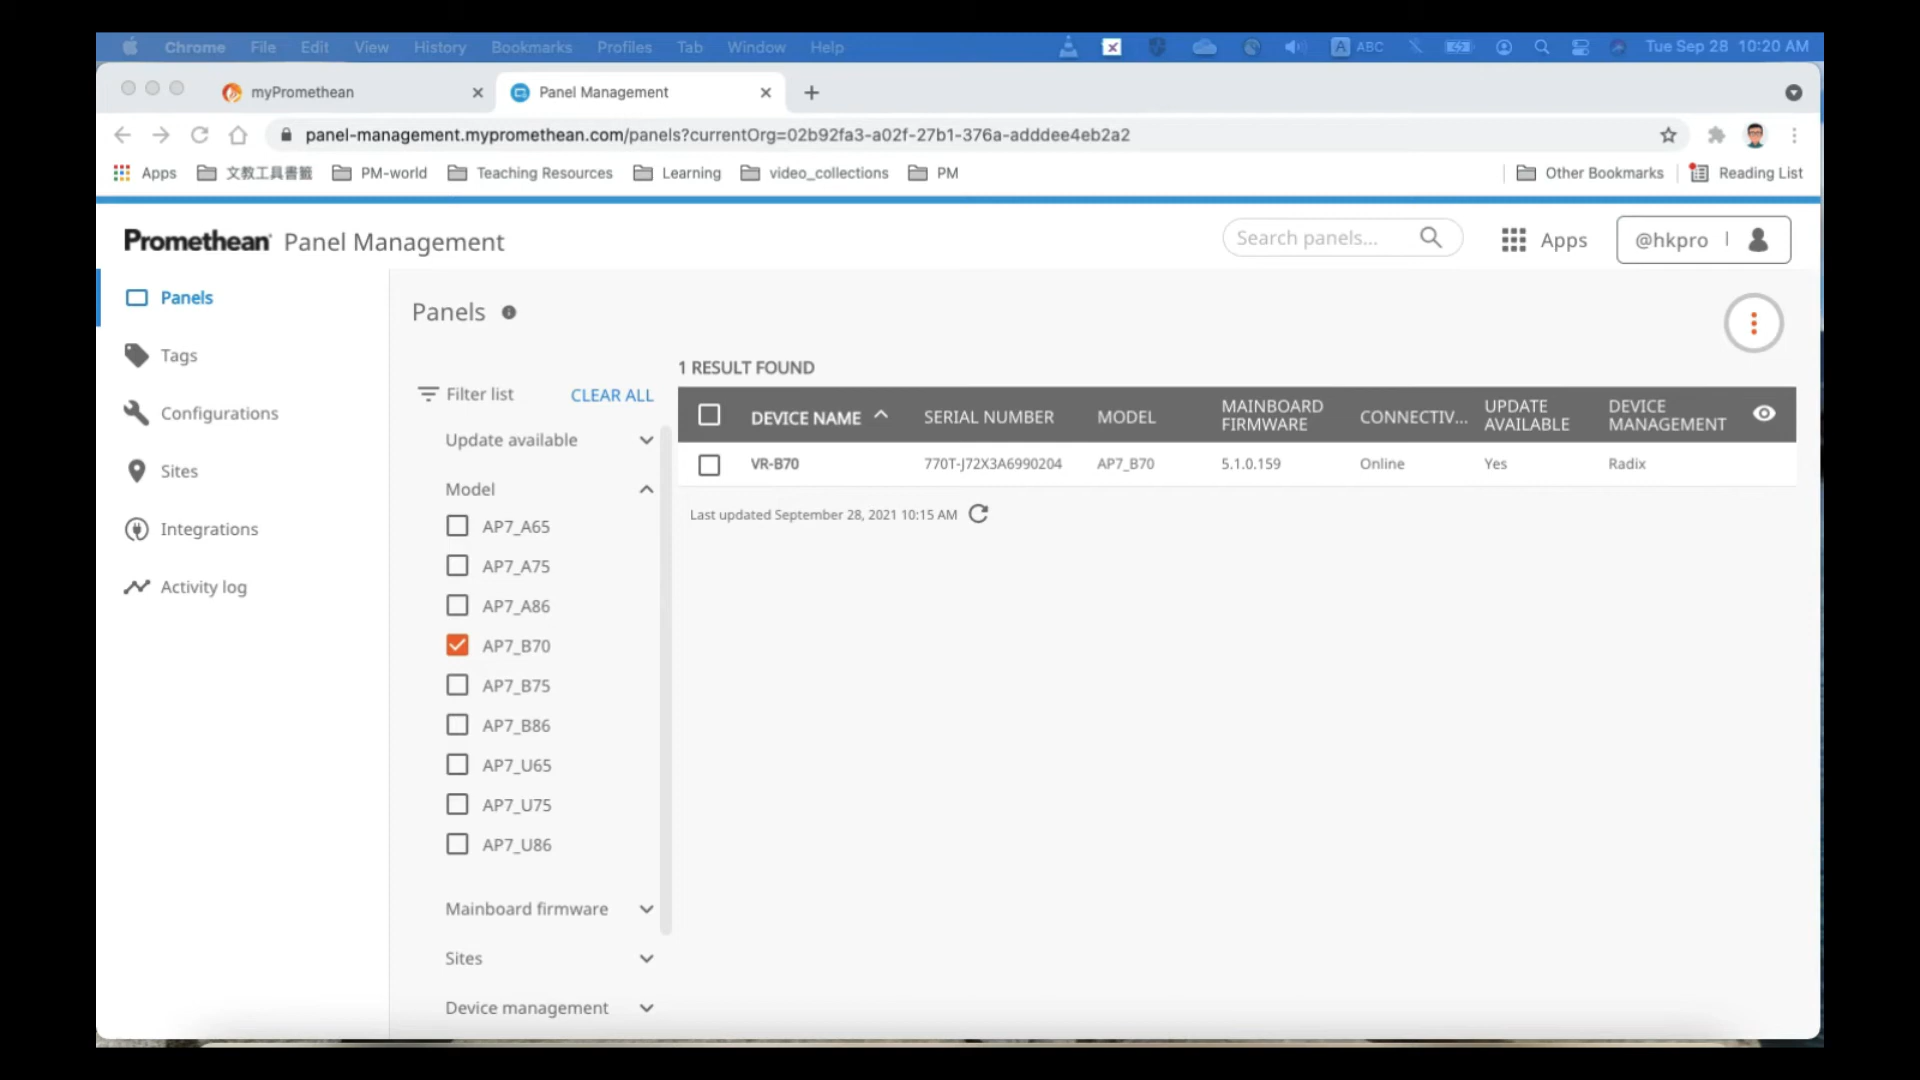 Chrome File Edit View History Bookmarks Profiles Tab Window Help A ABC Tue Sep 28 10:20 AM
myPromethean Panel Management
panel-management.mypromethean.com/panels?currentOrg=02b92fa3-a02f-27b1-376a-adddee4eb2a2
Apps 文教工具書籤 PM-world Teaching Resources Learning video_collections PM Other Bookmarks Reading List
Promethean Panel Management Search panels... Apps @hkpro
Panels
Tags
Configurations
Sites
Integrations
Activity log
Panels
Filter list CLEAR ALL
Update available
Model
AP7_A65
AP7_A75
AP7_A86
AP7_B70
AP7_B75
AP7_B86
AP7_U65
AP7_U75
AP7_U86
Mainboard firmware
Sites
Device management
1 RESULT FOUND
DEVICE NAME SERIAL NUMBER MODEL MAINBOARD FIRMWARE CONNECTIV... UPDATE AVAILABLE DEVICE MANAGEMENT
VR-B70 770T-J72X3A6990204 AP7_B70 5.1.0.159 Online Yes Radix
Last updated September 28, 2021 10:15 AM